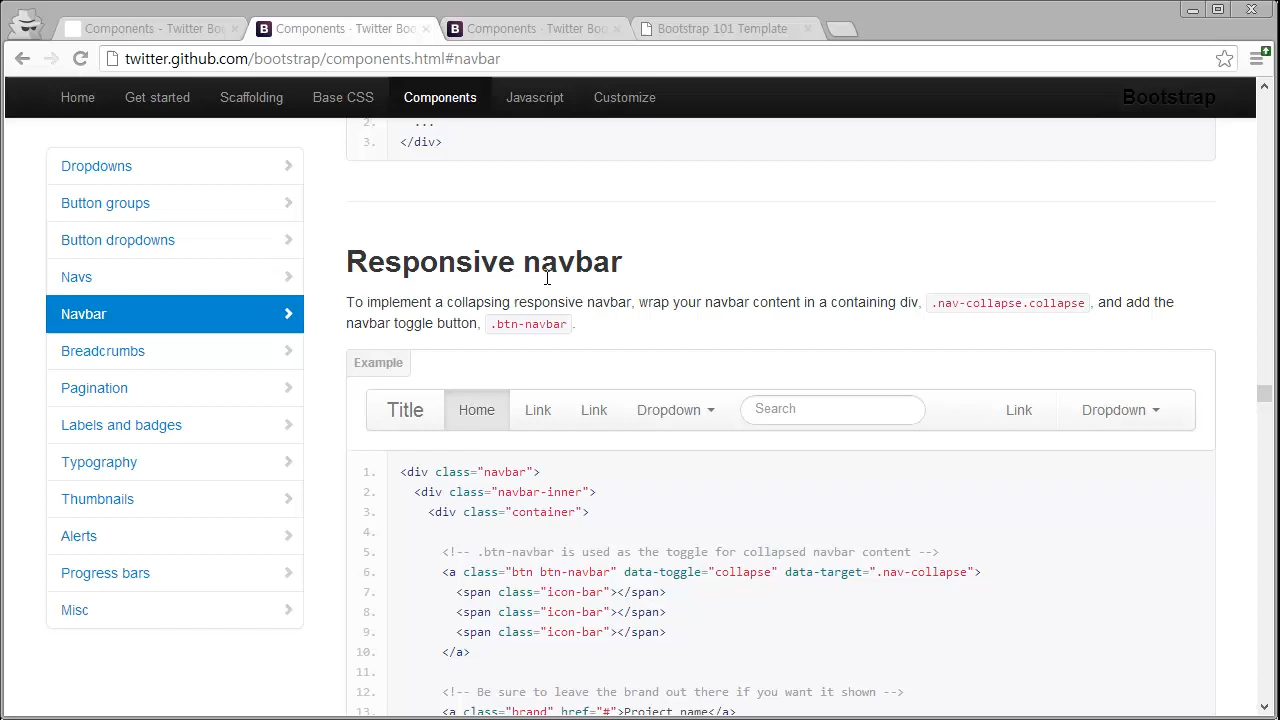 Components - Twitter Bo
Components - Twitter Boo
Components - Twitter Boo
Bootstrap 101 Template
twitter.github.com/bootstrap/components.html#navbar
Home Get started Scaffolding Base CSS Components Javascript Customize Bootstrap
Dropdowns
Button groups
Button dropdowns
Navs
Navbar
Breadcrumbs
Pagination
Labels and badges
Typography
Thumbnails
Alerts
Progress bars
Misc
2. ...
3. </div>
Responsive navbar
To implement a collapsing responsive navbar, wrap your navbar content in a containing div, .nav-collapse.collapse, and add the
navbar toggle button, .btn-navbar.
Example
Title Home Link Link Dropdown Search Link Dropdown
1. <div class="navbar">
2. <div class="navbar-inner">
3. <div class="container">
4.
5. <!-- .btn-navbar is used as the toggle for collapsed navbar content -->
6. <a class="btn btn-navbar" data-toggle="collapse" data-target=".nav-collapse">
7. <span class="icon-bar"></span>
8. <span class="icon-bar"></span>
9. <span class="icon-bar"></span>
10. </a>
11.
12. <!-- Be sure to leave the brand out there if you want it shown -->
13. <a class="brand" href="#">Project name</a>